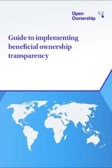 Open
Ownership
Guide to implementing
beneficial ownership
transparency